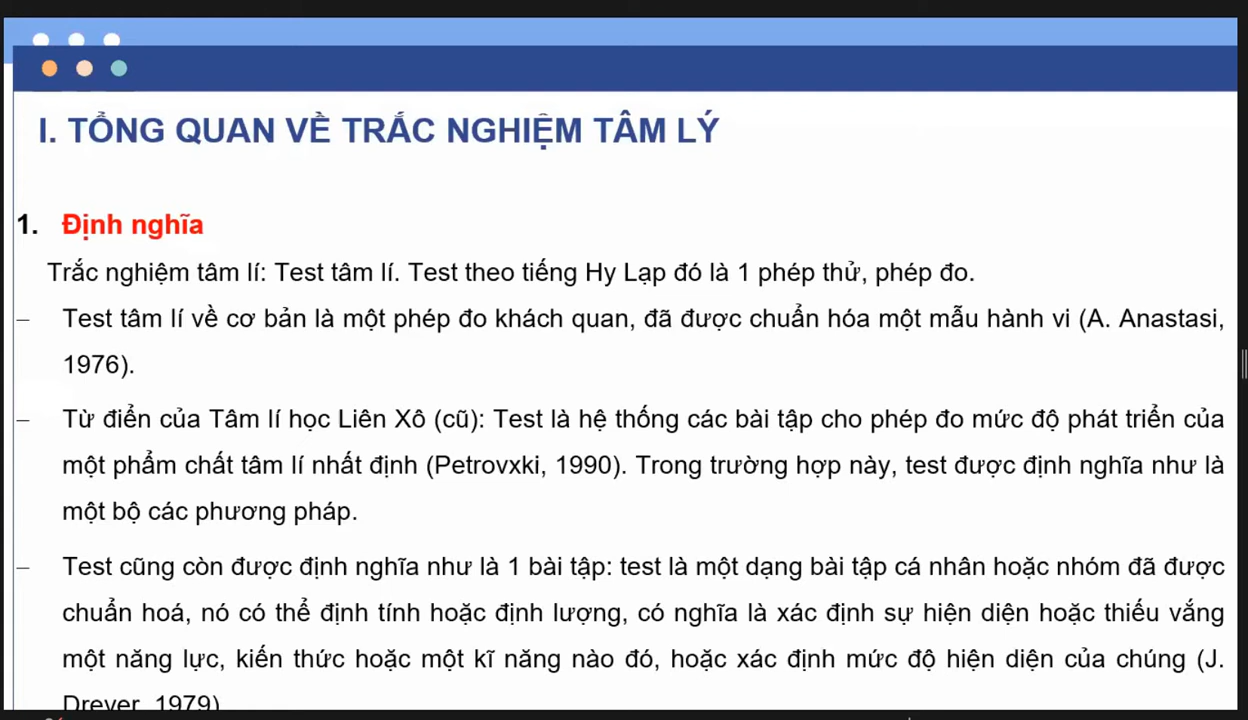 I. TỔNG QUAN VỀ TRẮC NGHIỆM TÂM LÝ
1. Định nghĩa
Trắc nghiệm tâm lí: Test tâm lí. Test theo tiếng Hy Lạp đó là 1 phép thử, phép đo.
– Test tâm lí về cơ bản là một phép đo khách quan, đã được chuẩn hóa một mẫu hành vi (A. Anastasi,
1976).
– Từ điển của Tâm lí học Liên Xô (cũ): Test là hệ thống các bài tập cho phép đo mức độ phát triển của
một phẩm chất tâm lí nhất định (Petrovxki, 1990). Trong trường hợp này, test được định nghĩa như là
một bộ các phương pháp.
– Test cũng còn được định nghĩa như là 1 bài tập: test là một dạng bài tập cá nhân hoặc nhóm đã được
chuẩn hoá, nó có thể định tính hoặc định lượng, có nghĩa là xác định sự hiện diện hoặc thiếu vắng
một năng lực, kiến thức hoặc một kĩ năng nào đó, hoặc xác định mức độ hiện diện của chúng (J.
Drever, 1979)